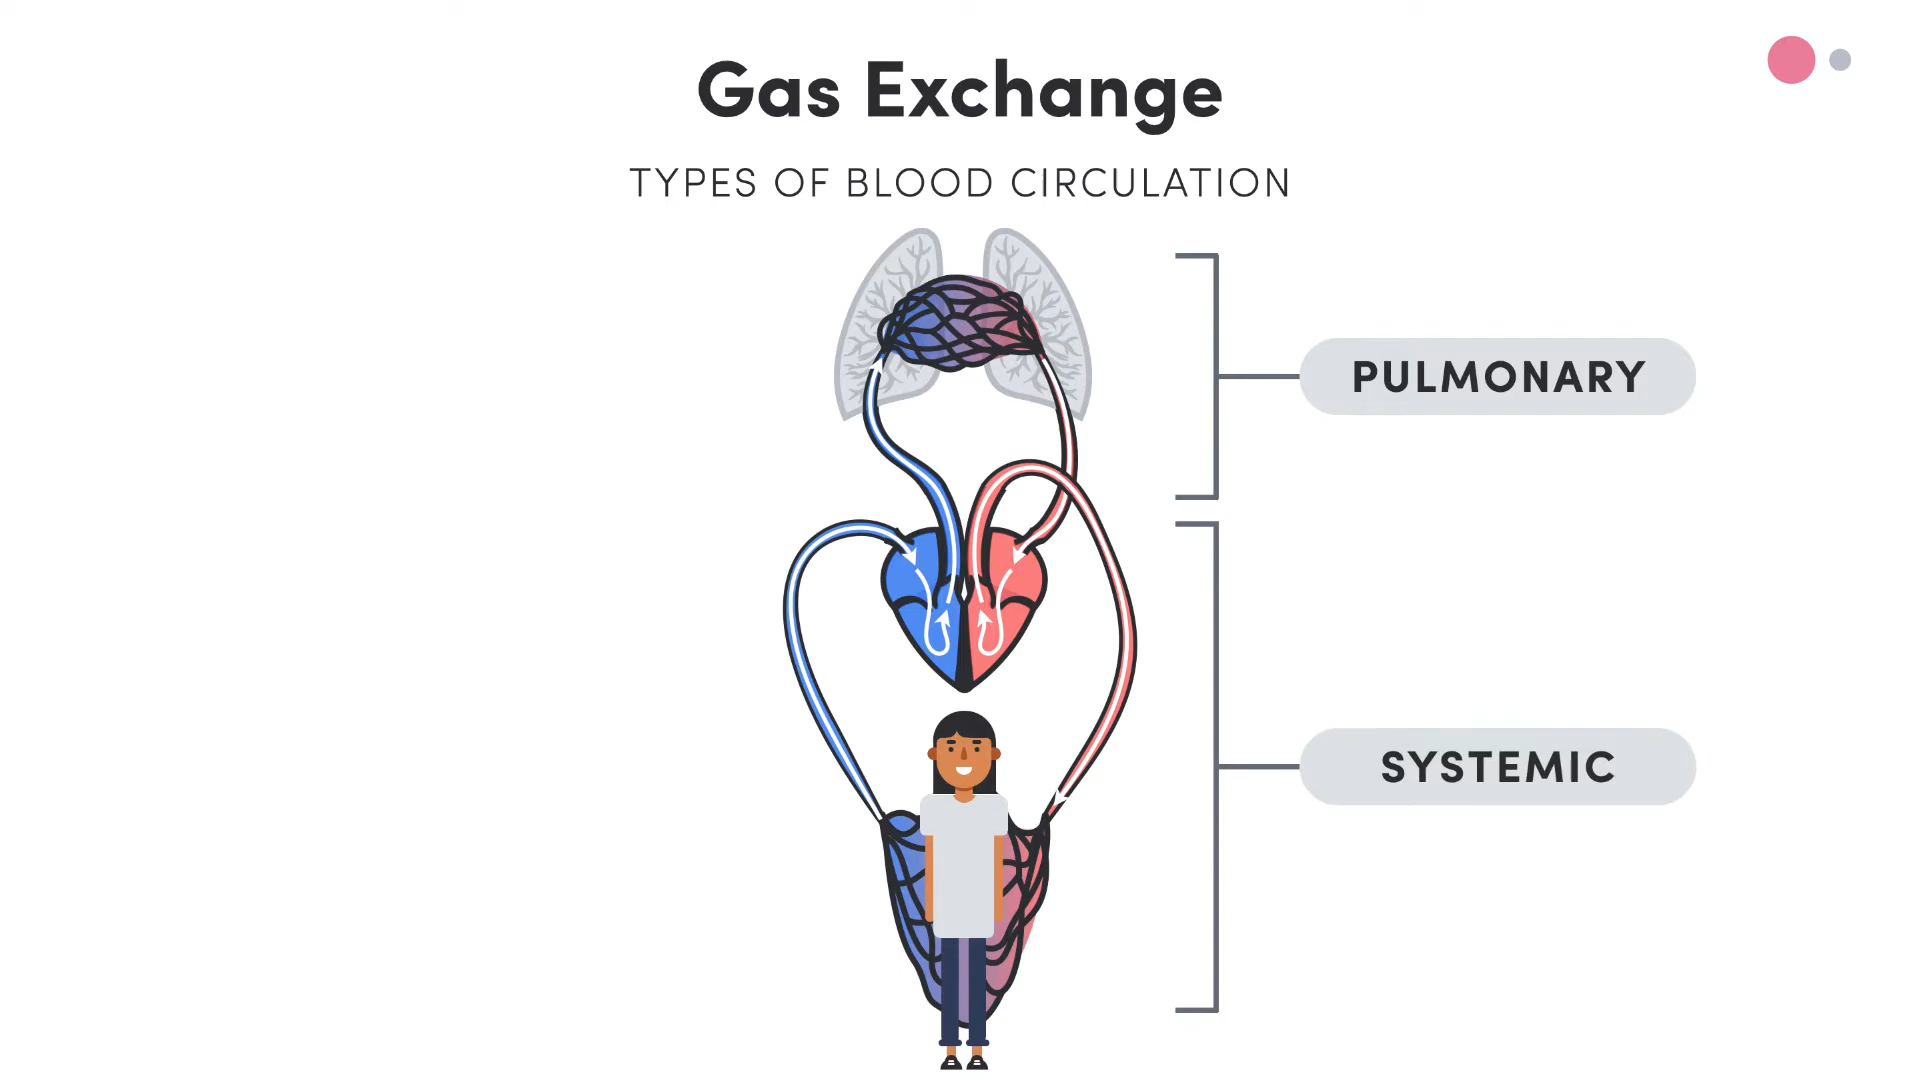 Gas Exchange
TYPES OF BLOOD CIRCULATION
PULMONARY
SYSTEMIC